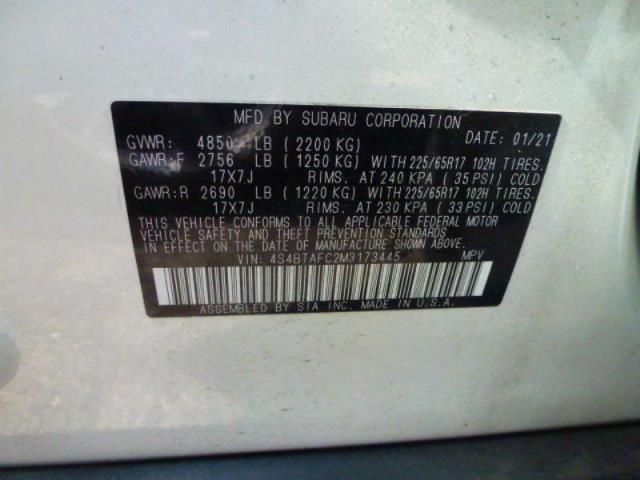 MFD BY SUBARU CORPORATION
GVWR: 4850 LB (2200 KG) DATE: 01/21
GAWR:F 2756 LB (1250 KG) WITH 225/65R17 102H TIRES.
17X7J RIMS. AT 240 KPA (35 PSI) COLD
GAWR:R 2690 LB (1220 KG) WITH 225/65R17 102H TIRES.
17X7J RIMS. AT 230 KPA (33 PSI) COLD
THIS VEHICLE CONFORMS TO ALL APPLICABLE FEDERAL MOTOR
VEHICLE SAFETY AND THEFT PREVENTION STANDARDS
IN EFFECT ON THE DATE OF MANUFACTURE SHOWN ABOVE.
VIN: 4S4BTAFC2M3173445 MPV
ASSEMBLED BY SIA INC. MADE IN U.S.A.